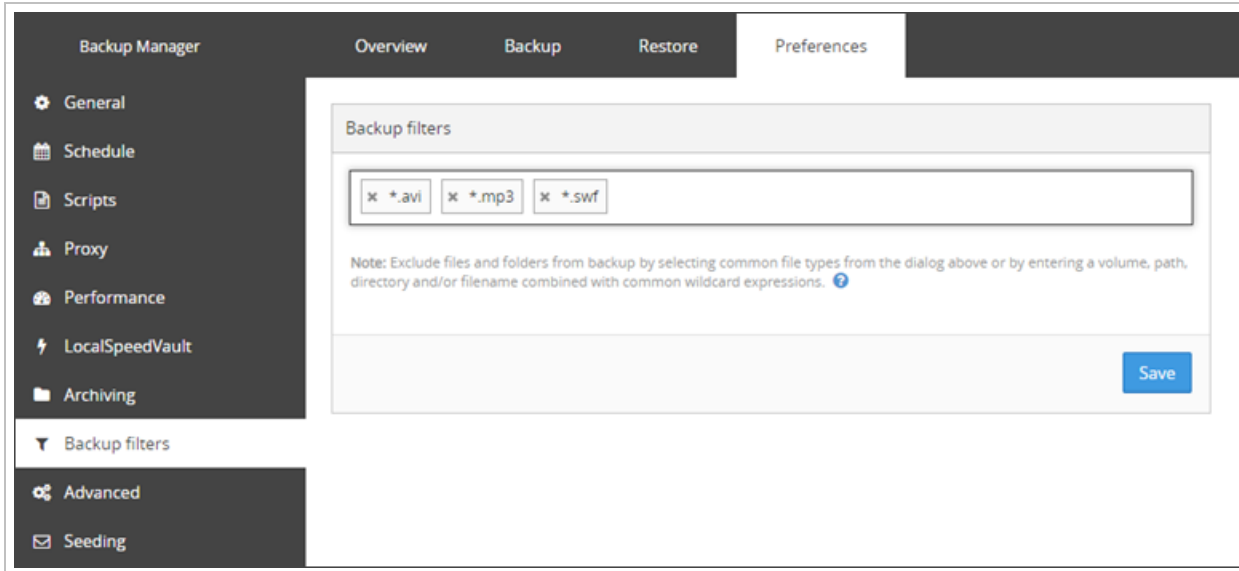 Backup Manager
Overview
Backup
Restore
Preferences
General
Schedule
Scripts
Proxy
Performance
LocalSpeedVault
Archiving
Backup filters
Advanced
Seeding
Backup filters
× *.avi × *.mp3 × *.swf
Note: Exclude files and folders from backup by selecting common file types from the dialog above or by entering a volume, path,
directory and/or filename combined with common wildcard expressions. ?
Save